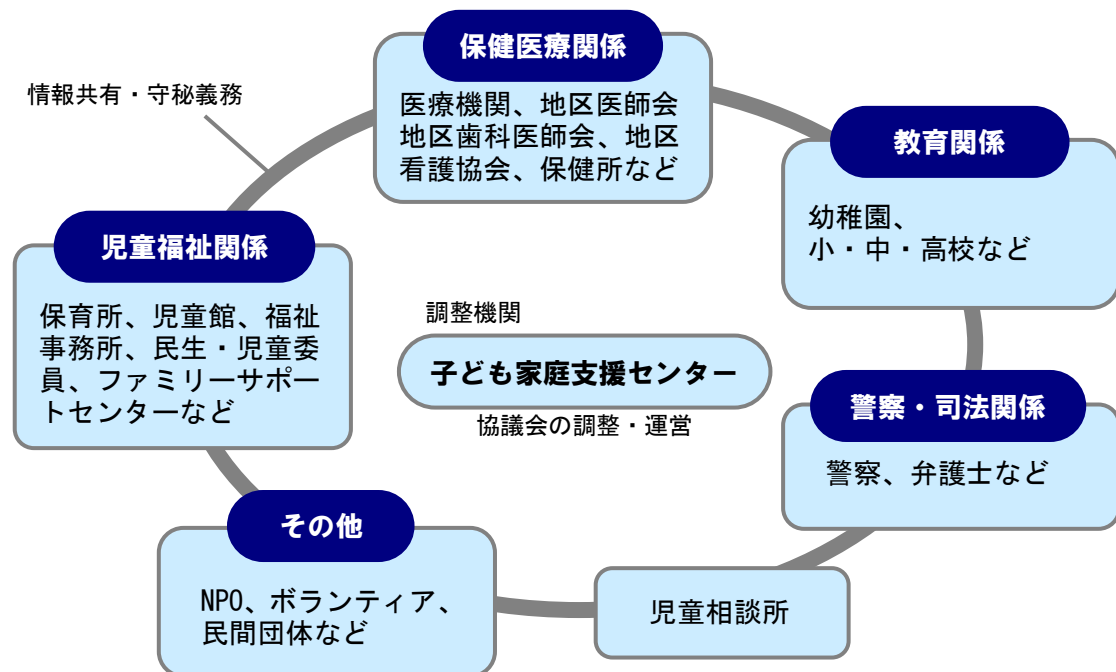 保健医療関係
医療機関、地区医師会
地区歯科医師会、地区
看護協会、保健所など
情報共有・守秘義務
教育関係
幼稚園、
小・中・高校など
児童福祉関係
保育所、児童館、福祉
事務所、民生・児童委
員、ファミリーサポー
トセンターなど
調整機関
子ども家庭支援センター
協議会の調整・運営
警察・司法関係
警察、弁護士など
その他
NPO、ボランティア、
民間団体など
児童相談所